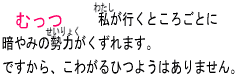 むっつ 私が行くところごとに
暗やみの勢力がくずれます。
ですから、こわがるひつようはありません。